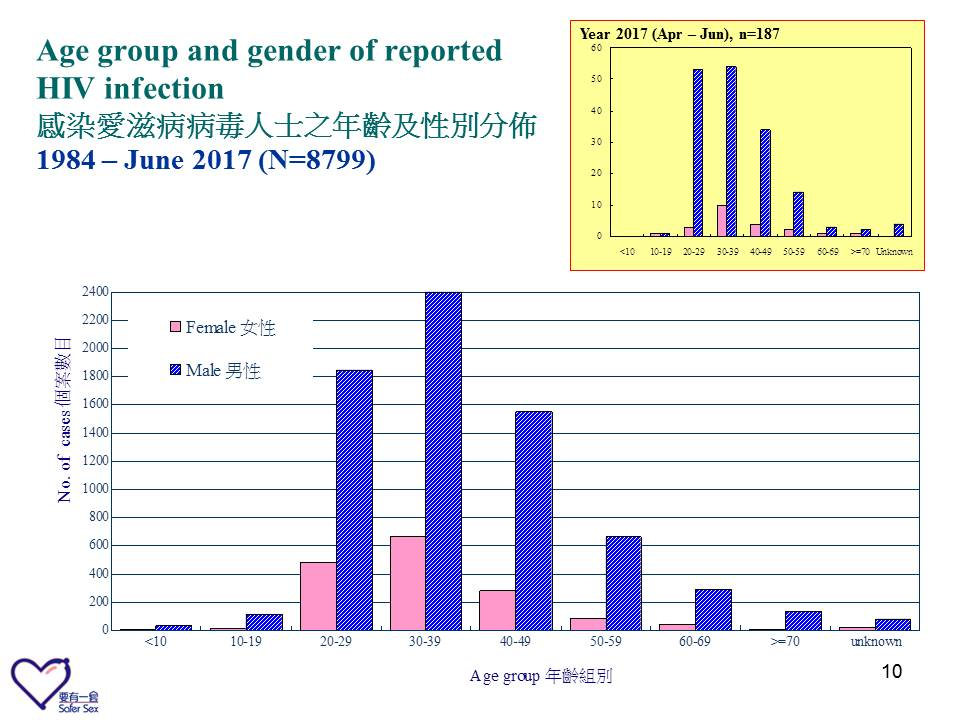 Age group and gender of reported
HIV infection
感染愛滋病病毒人士之年齡及性別分佈
1984 – June 2017 (N=8799)
Year 2017 (Apr – Jun), n=187
60
50
40
30
20
10
0
<10 10-19 20-29 30-39 40-49 50-59 60-69 >=70 Unknown
No. of cases 個案數目
2400
2200
2000
1800
1600
1400
1200
1000
800
600
400
200
0
Female 女性
Male 男性
<10 10-19 20-29 30-39 40-49 50-59 60-69 >=70 unknown
Age group 年齡組別
要有一套
Safer Sex
10